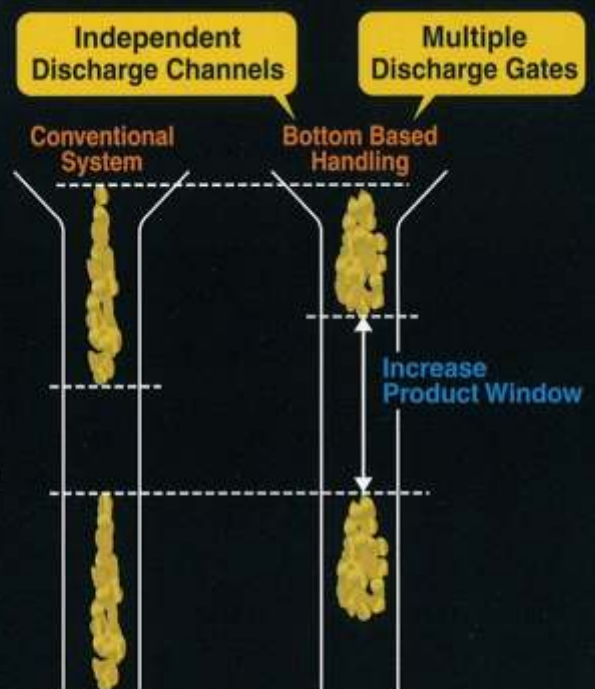 Independent
Discharge Channels
Multiple
Discharge Gates
Conventional
System
Bottom Based
Handling
Increase
Product Window